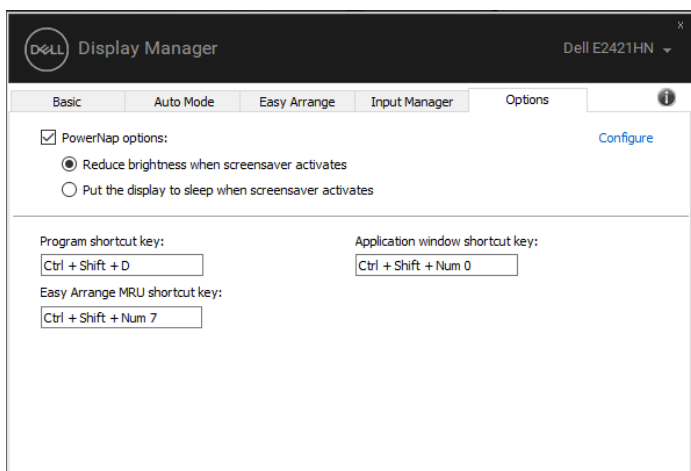 x
DELL Display Manager Dell E2421HN
Basic Auto Mode Easy Arrange Input Manager Options i
PowerNap options: Configure
Reduce brightness when screensaver activates
Put the display to sleep when screensaver activates
Program shortcut key: Application window shortcut key:
Ctrl + Shift + D Ctrl + Shift + Num 0
Easy Arrange MRU shortcut key:
Ctrl + Shift + Num 7